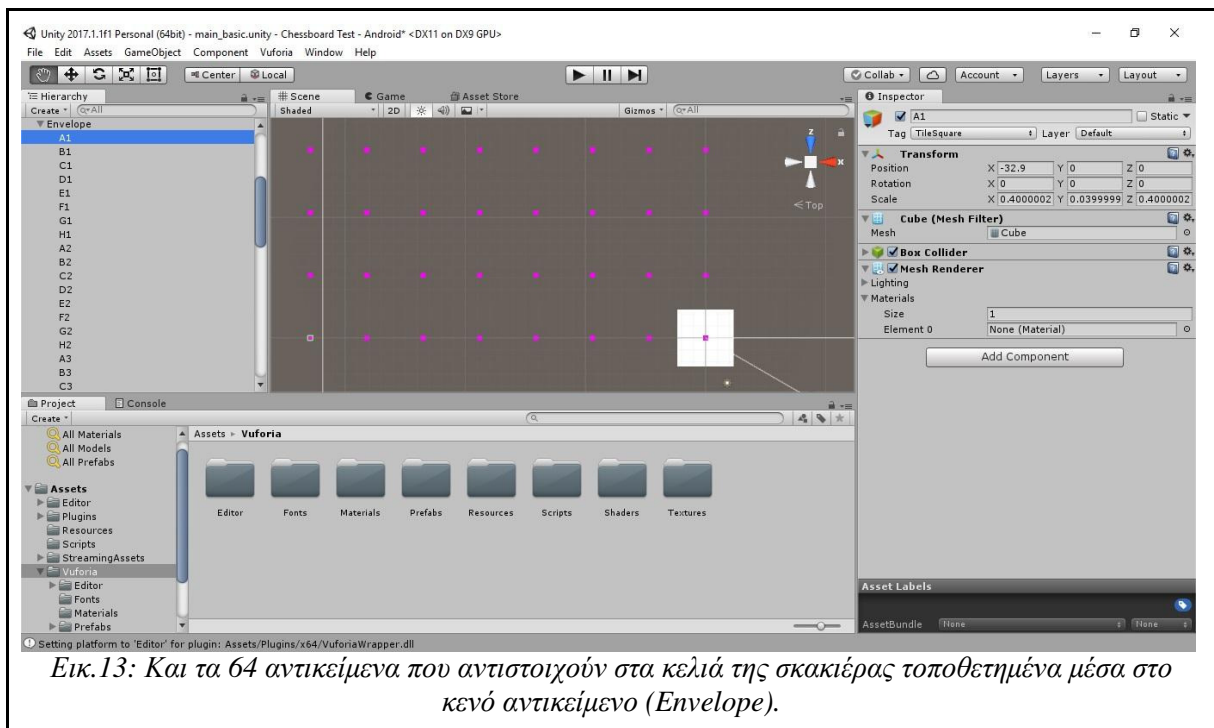 Unity 2017.1.1f1 Personal (64bit) - main_basic.unity - Chessboard Test - Android* <DX11 on DX9 GPU>
File Edit Assets GameObject Component Vuforia Window Help
Center Local Collab Account Layers Layout
Hierarchy
Create All
Envelope
A1
B1
C1
D1
E1
F1
G1
H1
A2
B2
C2
D2
E2
F2
G2
H2
A3
B3
C3
Scene Game Asset Store
Shaded 2D Gizmos All
z
x
Top
Inspector
A1 Static
Tag TileSquare Layer Default
Transform
Position X -32.9 Y 0 Z 0
Rotation X 0 Y 0 Z 0
Scale X 0.4000002 Y 0.0399999 Z 0.4000002
Cube (Mesh Filter)
Mesh Cube
Box Collider
Mesh Renderer
Lighting
Materials
Size 1
Element 0 None (Material)
Add Component
Project Console
Create
All Materials
All Models
All Prefabs
Assets
Editor
Plugins
Resources
Scripts
StreamingAssets
Vuforia
Editor
Fonts
Materials
Prefabs
Assets Vuforia
Editor Fonts Materials Prefabs Resources Scripts Shaders Textures
Asset Labels
AssetBundle None None
Setting platform to 'Editor' for plugin: Assets/Plugins/x64/VuforiaWrapper.dll
Εικ.13: Και τα 64 αντικείμενα που αντιστοιχούν στα κελιά της σκακιέρας τοποθετημένα μέσα στο
κενό αντικείμενο (Envelope).